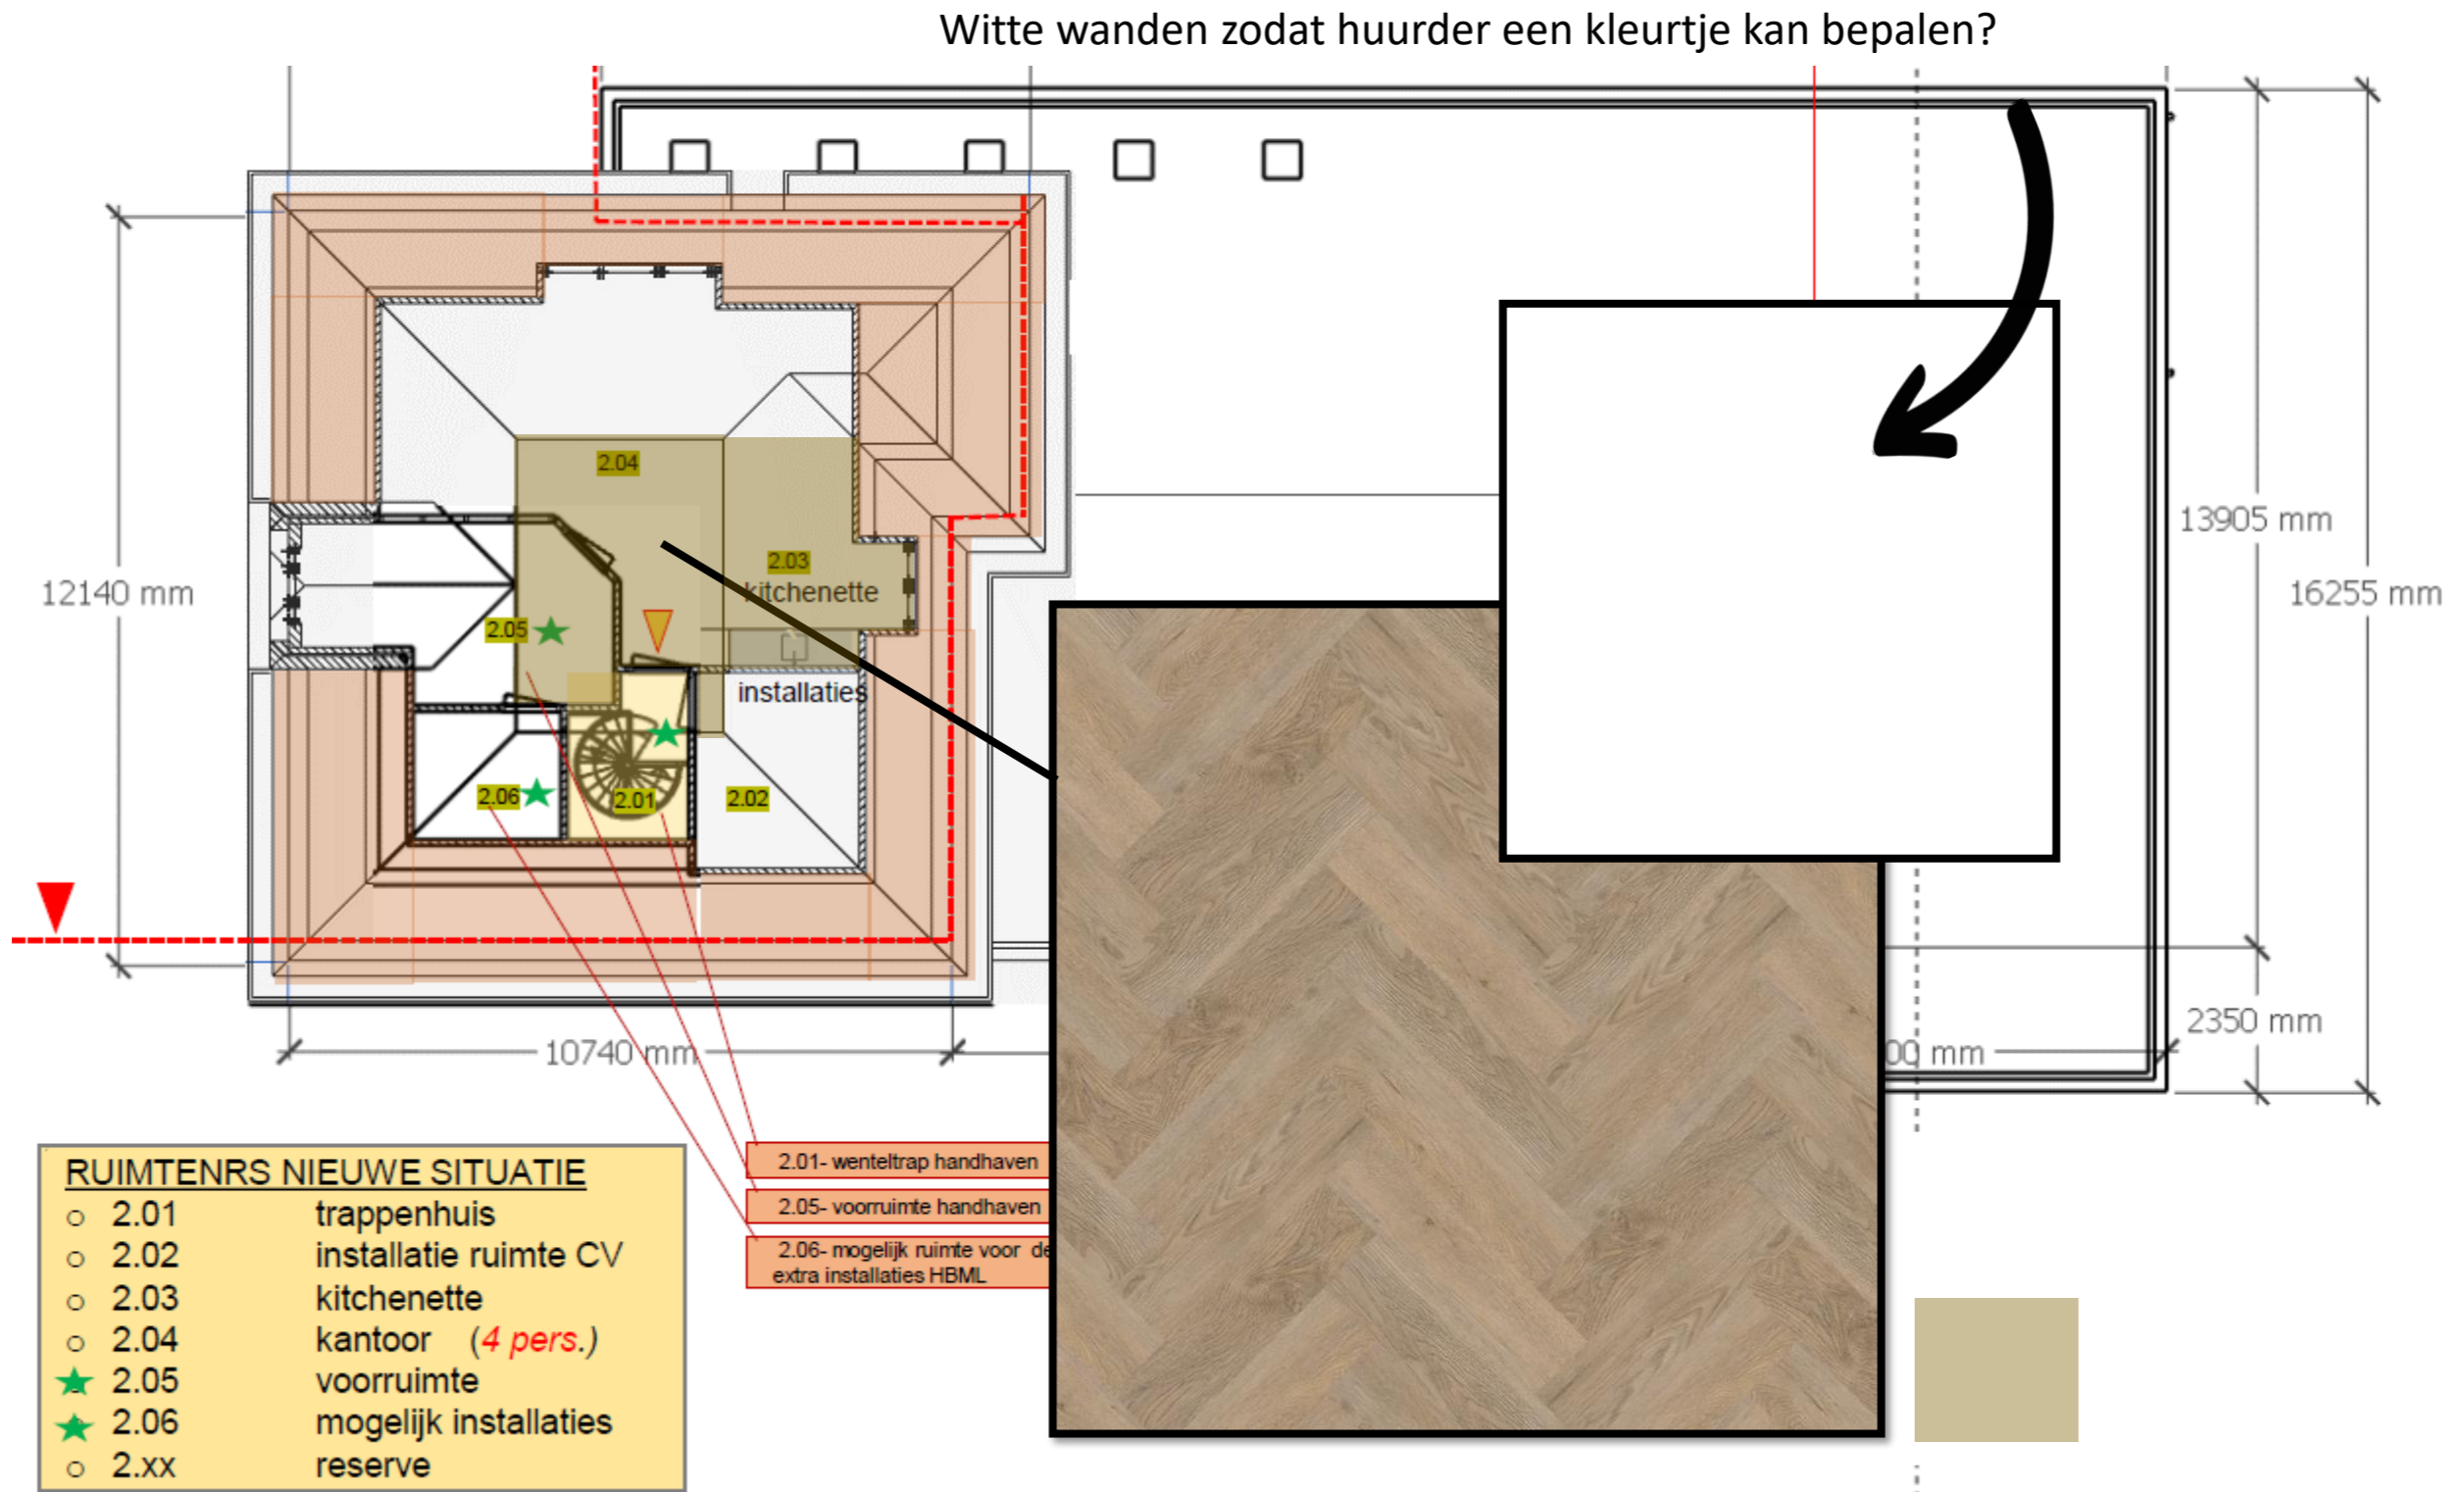 Witte wanden zodat huurder een kleurtje kan bepalen?
2.04
2.03
kitchenette
2.05
installaties
2.06
2.01
2.02
12140 mm
13905 mm
16255 mm
2350 mm
10740 mm
00 mm
2.01- wenteltrap handhaven
2.05- voorruimte handhaven
2.06- mogelijk ruimte voor de
extra installaties HBML
RUIMTENRS NIEUWE SITUATIE
2.01 trappenhuis
2.02 installatie ruimte CV
2.03 kitchenette
2.04 kantoor (4 pers.)
2.05 voorruimte
2.06 mogelijk installaties
2.xx reserve